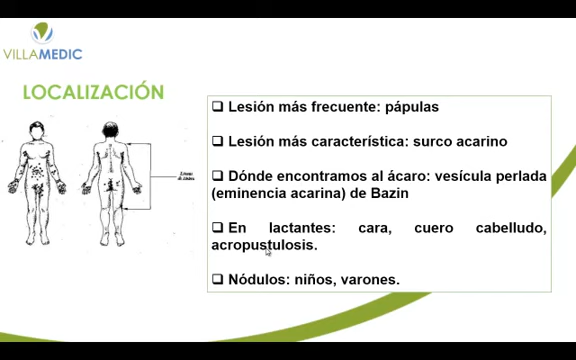 VILLAMEDIC
LOCALIZACIÓN
Lesión más frecuente: pápulas
Lesión más característica: surco acarino
Dónde encontramos al ácaro: vesícula perlada
(eminencia acarina) de Bazin
En lactantes: cara, cuero cabelludo,
acropustulosis.
Nódulos: niños, varones.